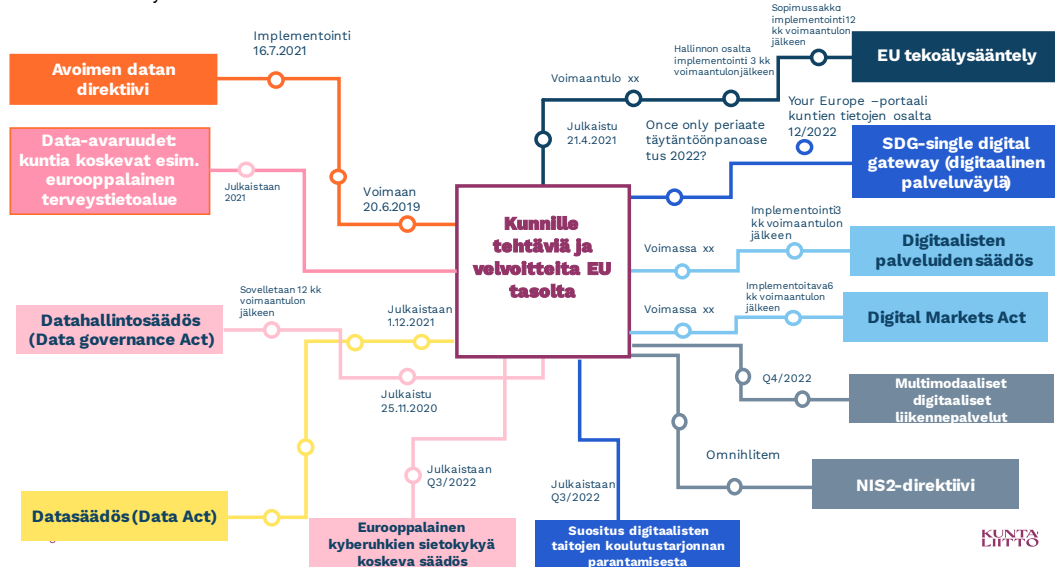 Implementointi
16.7.2021
Avoimen datan
direktiivi
Data-avaruudet:
kuntia koskevat esim.
eurooppalainen
terveystietoalue
Julkaistaan
2021
Voimaan
20.6.2019
Sovelletaan 12 kk
voimaantulon
jälkeen
Datahallintosäädös
(Data governance Act)
Julkaistaan
1.12.2021
Julkaistu
25.11.2020
Datasäädös (Data Act)
Julkaistaan
Q3/2022
Eurooppalainen
kyberuhkien sietokykyä
koskeva säädös
Julkaistaan
Q3/2022
Suositus digitaalisten
taitojen koulutustarjonnan
parantamisesta
Kunnille
tehtäviä ja
velvoitteita EU
tasolta
Julkaistu
21.4.2021
Voimaantulo xx
Hallinnon osalta
implementointi 3 kk
voimaantulon jälkeen
Sopimussakko
implementointi 12
kk voimaantulon
jälkeen
EU tekoälysääntely
Once only periaate
täytäntöönpanoase
tus 2022?
Your Europe –portaali
kuntien tietojen osalta
12/2022
SDG-single digital
gateway (digitaalinen
palveluväylä)
Voimassa xx
Implementointi3
kk voimaantulon
jälkeen
Digitaalisten
palveluiden säädös
Voimassa xx
Implementoitava6
kk voimaantulon
jälkeen
Digital Markets Act
Q4/2022
Multimodaaliset
digitaaliset
liikennepalvelut
Omnihlitem
NIS2-direktiivi
KUNTA-
LIITTO